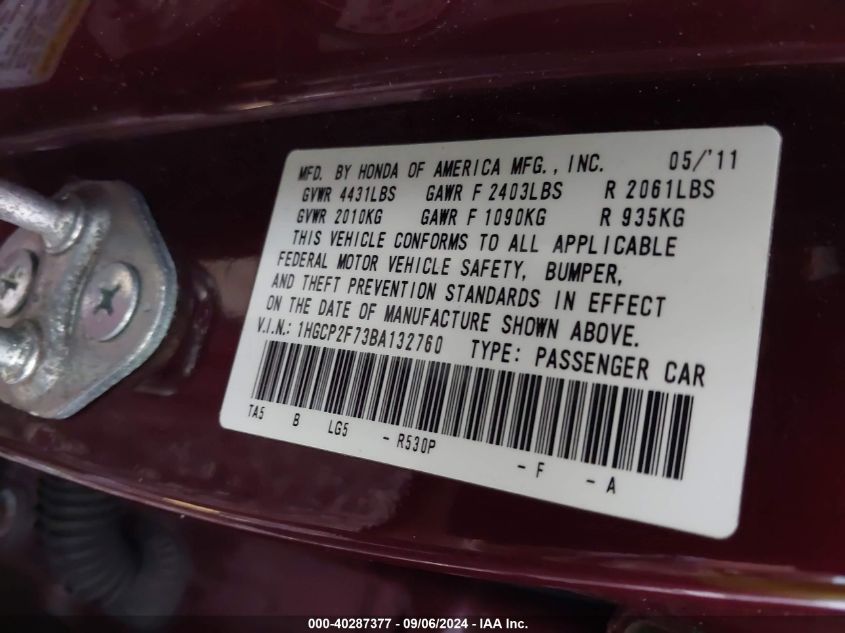 MFD. BY HONDA OF AMERICA MFG., INC. 05/'11
GVWR 4431LBS GAWR F 2403LBS R 2061LBS
GVWR 2010KG GAWR F 1090KG R 935KG
THIS VEHICLE CONFORMS TO ALL APPLICABLE
FEDERAL MOTOR VEHICLE SAFETY, BUMPER,
AND THEFT PREVENTION STANDARDS IN EFFECT
ON THE DATE OF MANUFACTURE SHOWN ABOVE.
V.I.N.: 1HGCP2F73BA132760 TYPE: PASSENGER CAR
TA5 B LG5 - R530P - F - A
000-40287377 - 09/06/2024 - IAA Inc.